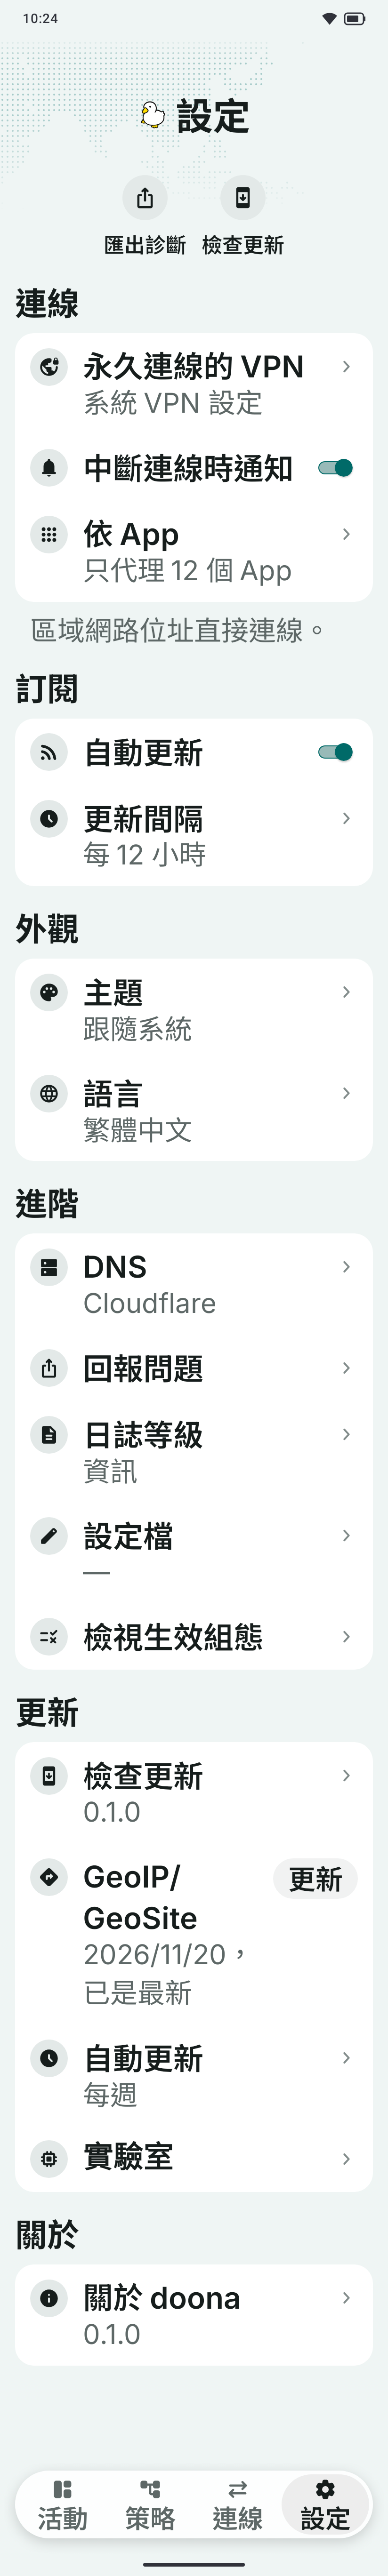 10:24
設定
匯出診斷
檢查更新
連線
永久連線的 VPN
系統 VPN 設定
中斷連線時通知
依 App
只代理 12 個 App
區域網路位址直接連線。
訂閱
自動更新
更新間隔
每 12 小時
外觀
主題
跟隨系統
語言
繁體中文
進階
DNS
Cloudflare
回報問題
日誌等級
資訊
設定檔
—
檢視生效組態
更新
檢查更新
0.1.0
GeoIP/
GeoSite
更新
2026/11/20，
已是最新
自動更新
每週
實驗室
關於
關於 doona
0.1.0
活動
策略
連線
設定